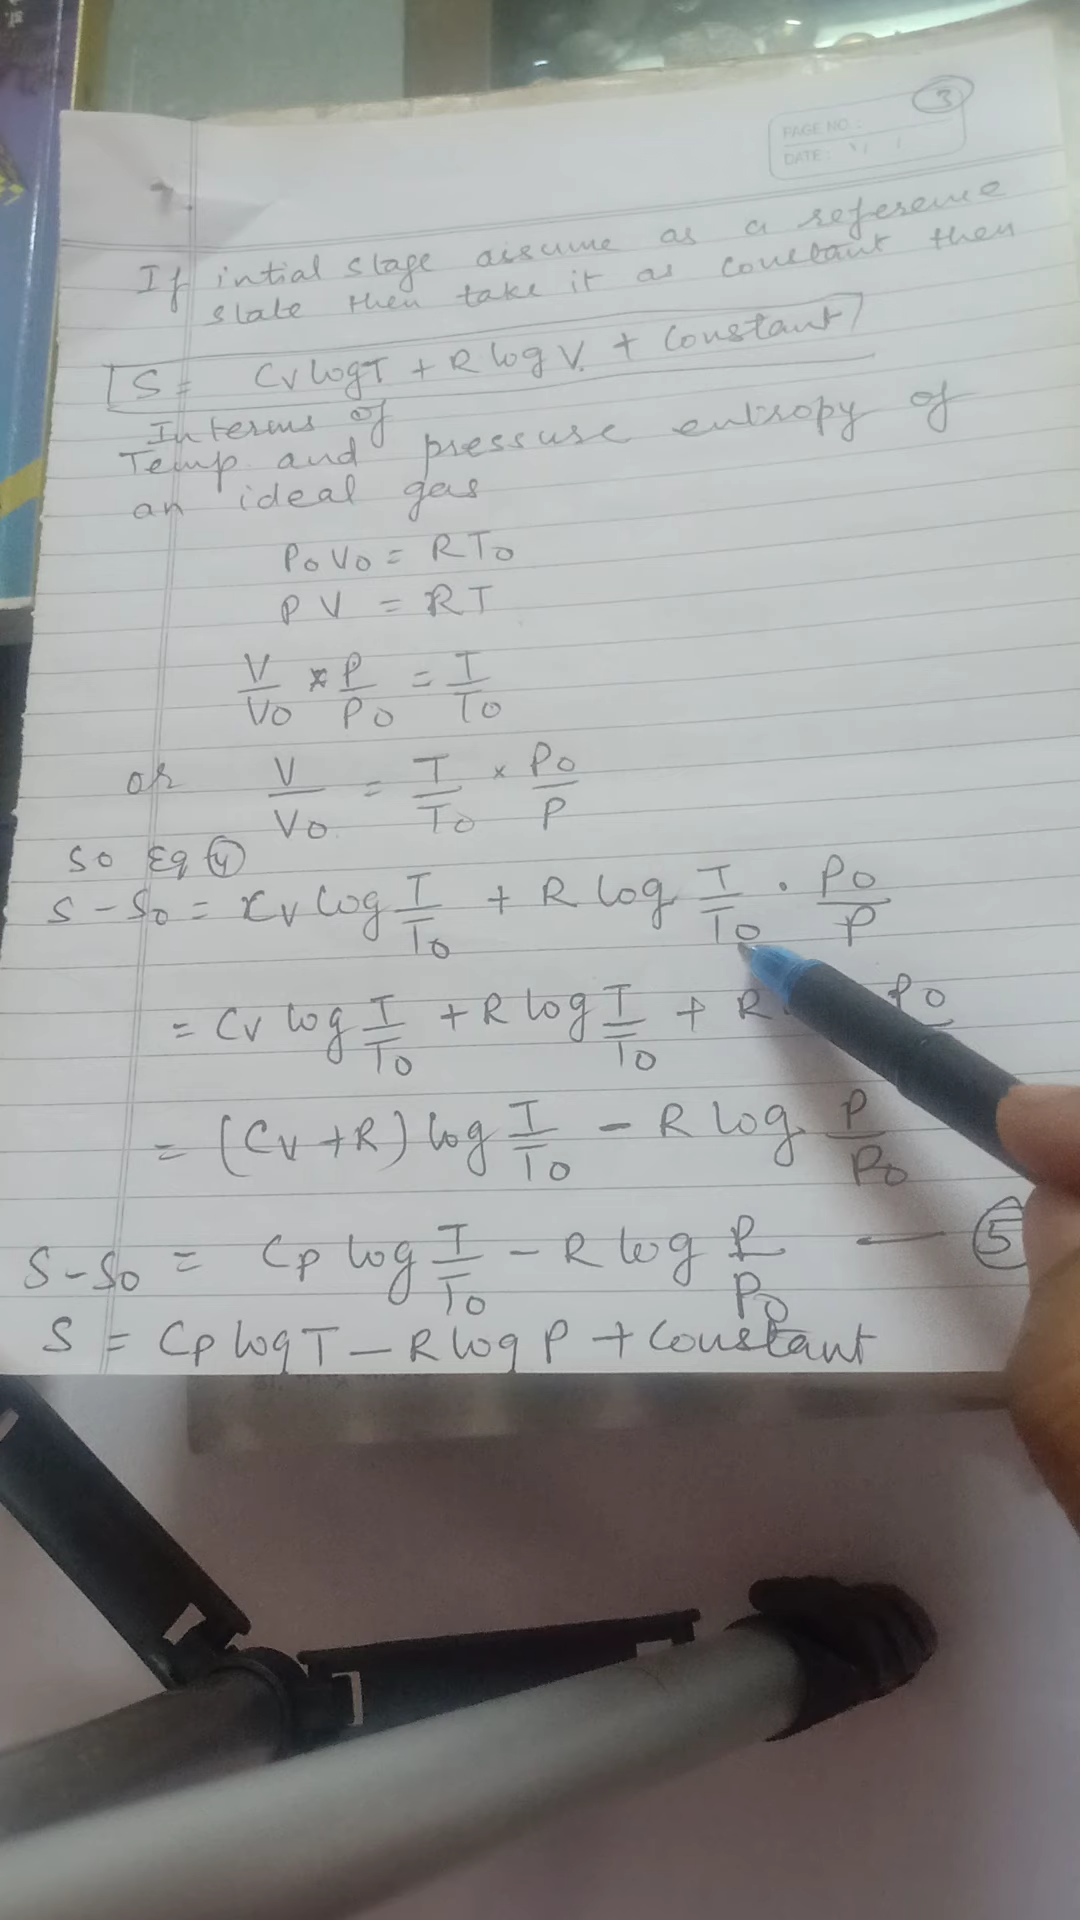 3
PAGE NO.:
DATE:
If intial stage assume as a reference
state then take it as constant then
S = Cv log T + R log V + Constant
In terms of
Temp. and pressure entropy of
an ideal gas
P0 V0 = RT0
PV = RT
V/V0 × P/P0 = T/T0
or V/V0 = T/T0 × P0/P
So Eq (4)
S - S0 = Cv log T/T0 + R log T/T0 . P0/P
= Cv log T/T0 + R log T/T0 + R P0
= (Cv + R) log T/T0 - R log P/P0
S - S0 = Cp log T/T0 - R log P/P0 — (5)
S = Cp log T - R log P + Constant